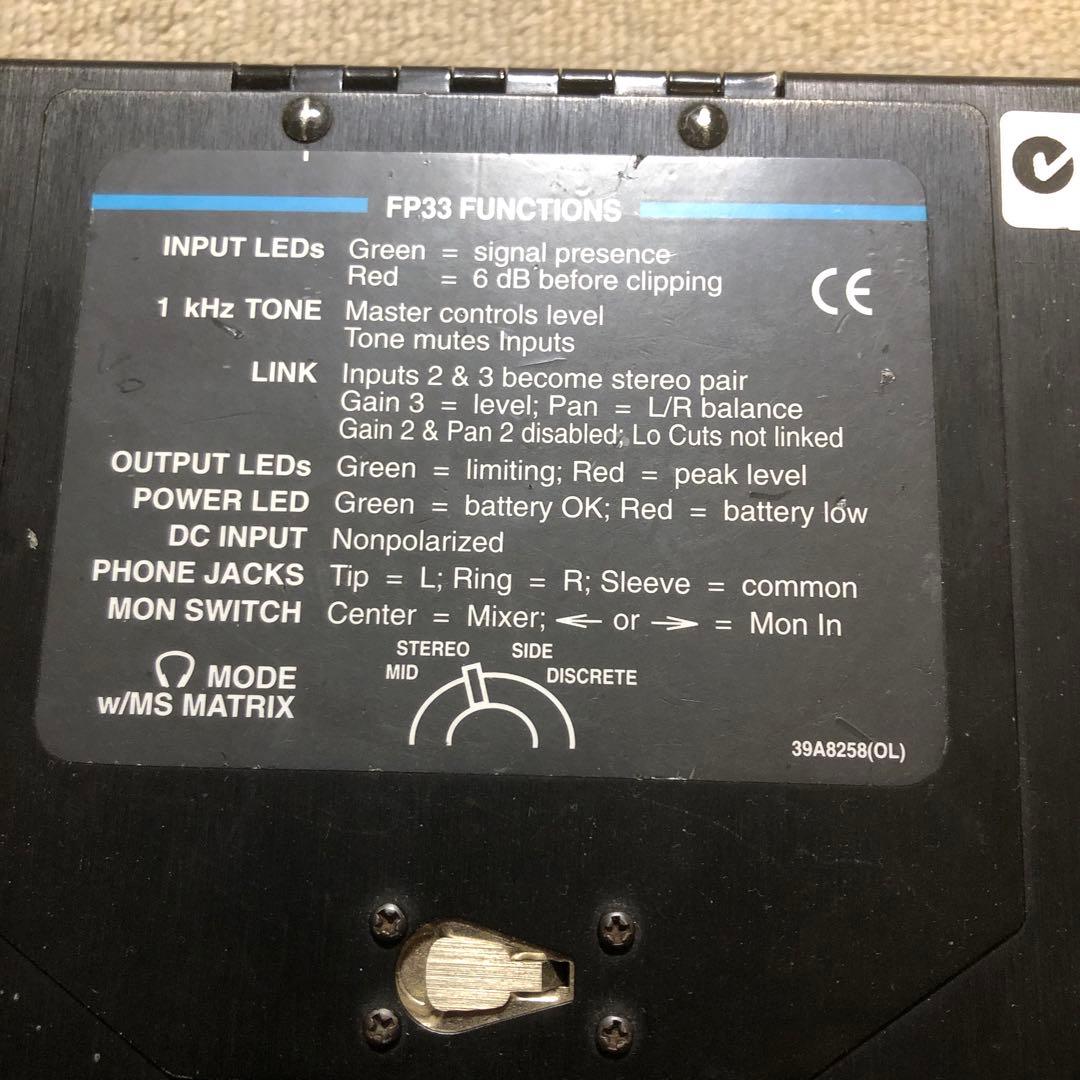 FP33 FUNCTIONS
INPUT LEDs Green = signal presence
Red = 6 dB before clipping
1 kHz TONE Master controls level
Tone mutes Inputs
LINK Inputs 2 & 3 become stereo pair
Gain 3 = level; Pan = L/R balance
Gain 2 & Pan 2 disabled; Lo Cuts not linked
OUTPUT LEDs Green = limiting; Red = peak level
POWER LED Green = battery OK; Red = battery low
DC INPUT Nonpolarized
PHONE JACKS Tip = L; Ring = R; Sleeve = common
MON SWITCH Center = Mixer; ← or → = Mon In
STEREO SIDE
MID DISCRETE
MODE
w/MS MATRIX
39A8258(OL)
CE